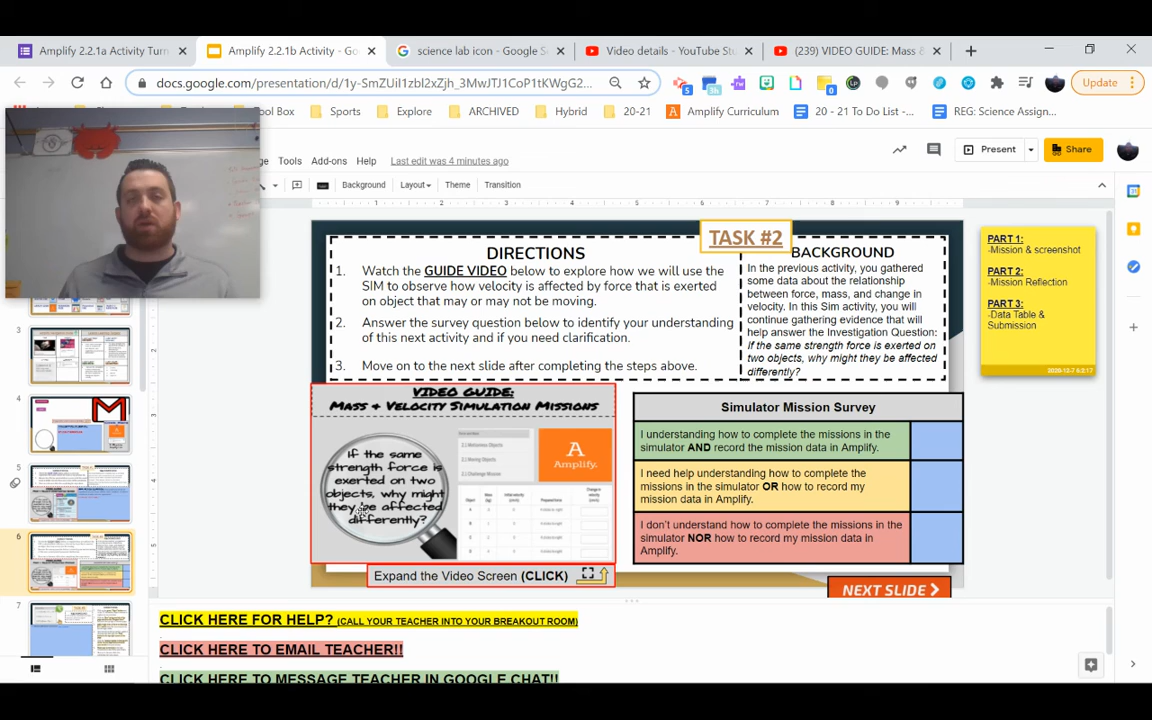 Amplify 2.2.1a Activity Turn
Amplify 2.2.1b Activity - Go
science lab icon - Google S
Video details - YouTube Stu
(239) VIDEO GUIDE: Mass &
docs.google.com/presentation/d/1y-SmZUiI1zbl2xZjh_3MwJTJ1CoP1tKWgG2...
Update
ool Box
Sports
Explore
ARCHIVED
Hybrid
20-21
Amplify Curriculum
20 - 21 To Do List -...
REG: Science Assign...
ge
Tools
Add-ons
Help
Last edit was 4 minutes ago
Present
Share
Background
Layout
Theme
Transition
TASK #2
DIRECTIONS
1. Watch the GUIDE VIDEO below to explore how we will use the
SIM to observe how velocity is affected by force that is exerted
on object that may or may not be moving.
2. Answer the survey question below to identify your understanding
of this next activity and if you need clarification.
3. Move on to the next slide after completing the steps above.
BACKGROUND
In the previous activity, you gathered
some data about the relationship
between force, mass, and change in
velocity. In this Sim activity, you will
continue gathering evidence that will
help answer the Investigation Question:
If the same strength force is exerted on
two objects, why might they be affected
differently?
PART 1:
-Mission & screenshot
PART 2:
-Mission Reflection
PART 3:
-Data Table &
Submission
2020-12-7 8:2:17
VIDEO GUIDE:
MASS & VELOCITY SIMULATION MISSIONS
If the same
strength force is
exerted on two
objects, why might
they be affected
differently?
A
Amplify.
Expand the Video Screen (CLICK)
Simulator Mission Survey
I understanding how to complete the missions in the
simulator AND record the mission data in Amplify.
I need help understanding how to complete the
missions in the simulator OR how to record my
mission data in Amplify.
I don't understand how to complete the missions in the
simulator NOR how to record my mission data in
Amplify.
NEXT SLIDE
3
4
5
6
7
CLICK HERE FOR HELP? (CALL YOUR TEACHER INTO YOUR BREAKOUT ROOM)
CLICK HERE TO EMAIL TEACHER!!
CLICK HERE TO MESSAGE TEACHER IN GOOGLE CHAT!!